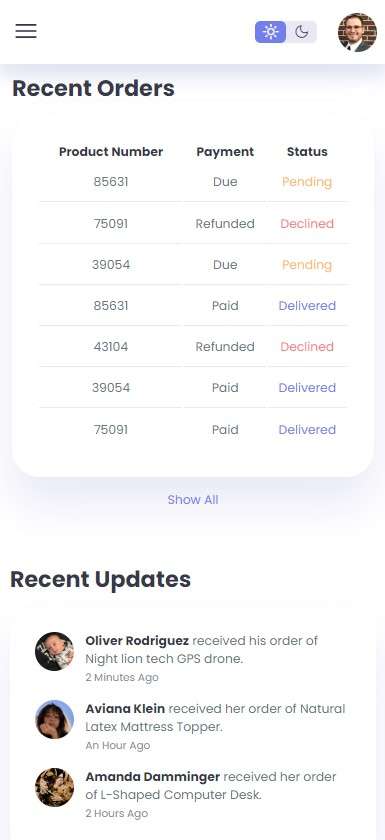 Recent Orders
Product Number Payment Status
85631 Due Pending
75091 Refunded Declined
39054 Due Pending
85631 Paid Delivered
43104 Refunded Declined
39054 Paid Delivered
75091 Paid Delivered
Show All
Recent Updates
Oliver Rodriguez received his order of
Night lion tech GPS drone.
2 Minutes Ago
Aviana Klein received her order of Natural
Latex Mattress Topper.
An Hour Ago
Amanda Damminger received her order
of L-Shaped Computer Desk.
2 Hours Ago